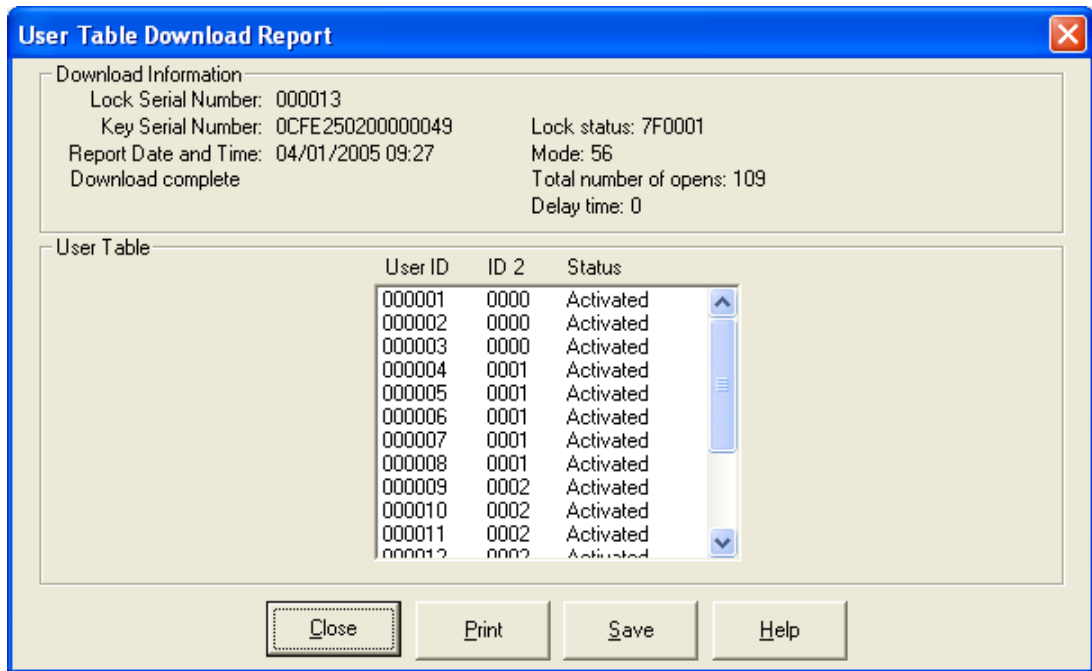 User Table Download Report
Download Information
Lock Serial Number: 000013
Key Serial Number: 0CFE250200000049
Lock status: 7F0001
Report Date and Time: 04/01/2005 09:27
Mode: 56
Download complete
Total number of opens: 109
Delay time: 0
User Table
User ID ID 2 Status
000001 0000 Activated
000002 0000 Activated
000003 0000 Activated
000004 0001 Activated
000005 0001 Activated
000006 0001 Activated
000007 0001 Activated
000008 0001 Activated
000009 0002 Activated
000010 0002 Activated
000011 0002 Activated
000012 0002 Activated
Close Print Save Help